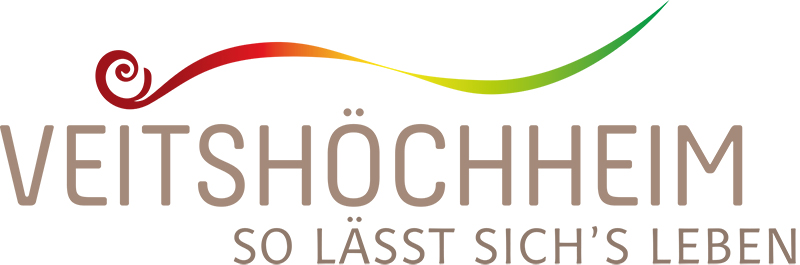 VEITSHÖCHHEIM
SO LÄSST SICH’S LEBEN